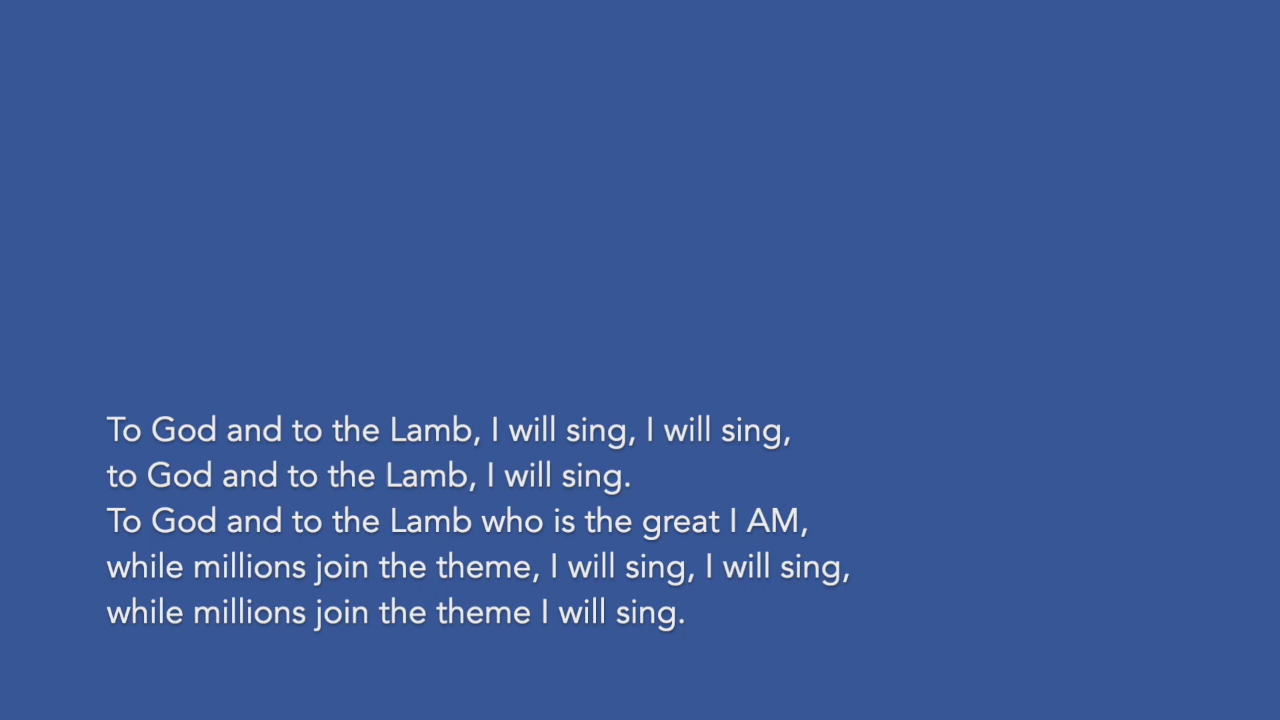 To God and to the Lamb, I will sing, I will sing,
to God and to the Lamb, I will sing.
To God and to the Lamb who is the great I AM,
while millions join the theme, I will sing, I will sing,
while millions join the theme I will sing.